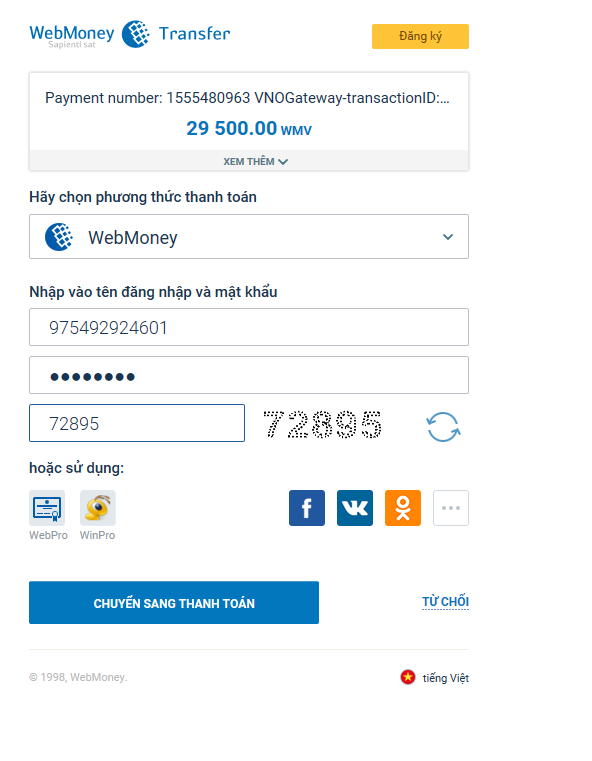 WebMoney Transfer
Sapienti sat
Đăng ký
Payment number: 1555480963 VNOGateway-transactionID:...
29 500.00 WMV
XEM THÊM
Hãy chọn phương thức thanh toán
WebMoney
Nhập vào tên đăng nhập và mật khẩu
975492924601
●●●●●●●●
72895
72895
hoặc sử dụng:
WebPro
WinPro
CHUYỂN SANG THANH TOÁN
TỪ CHỐI
© 1998, WebMoney.
tiếng Việt